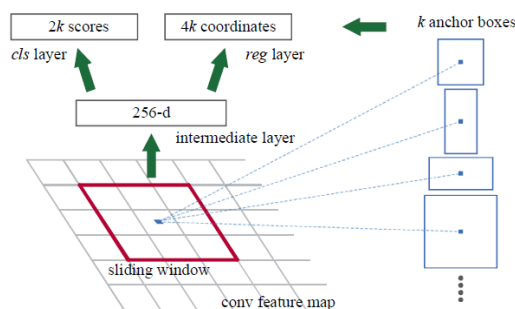 2k scores
4k coordinates
k anchor boxes
cls layer
reg layer
256-d
intermediate layer
sliding window
conv feature map